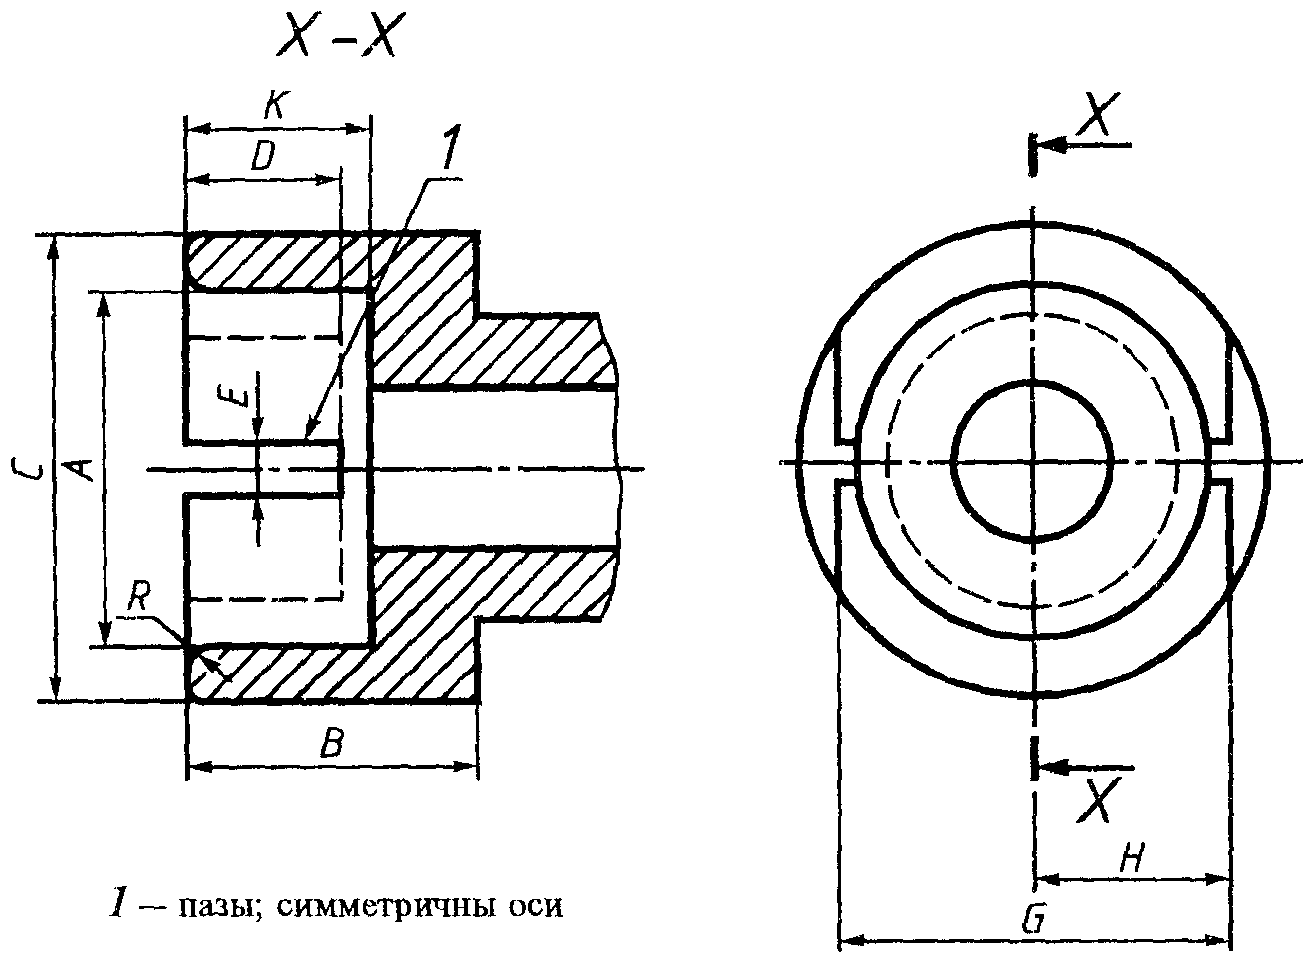 X – X
K
D
1
X
E
C
A
R
B
X
H
G
1 — пазы; симметричны оси